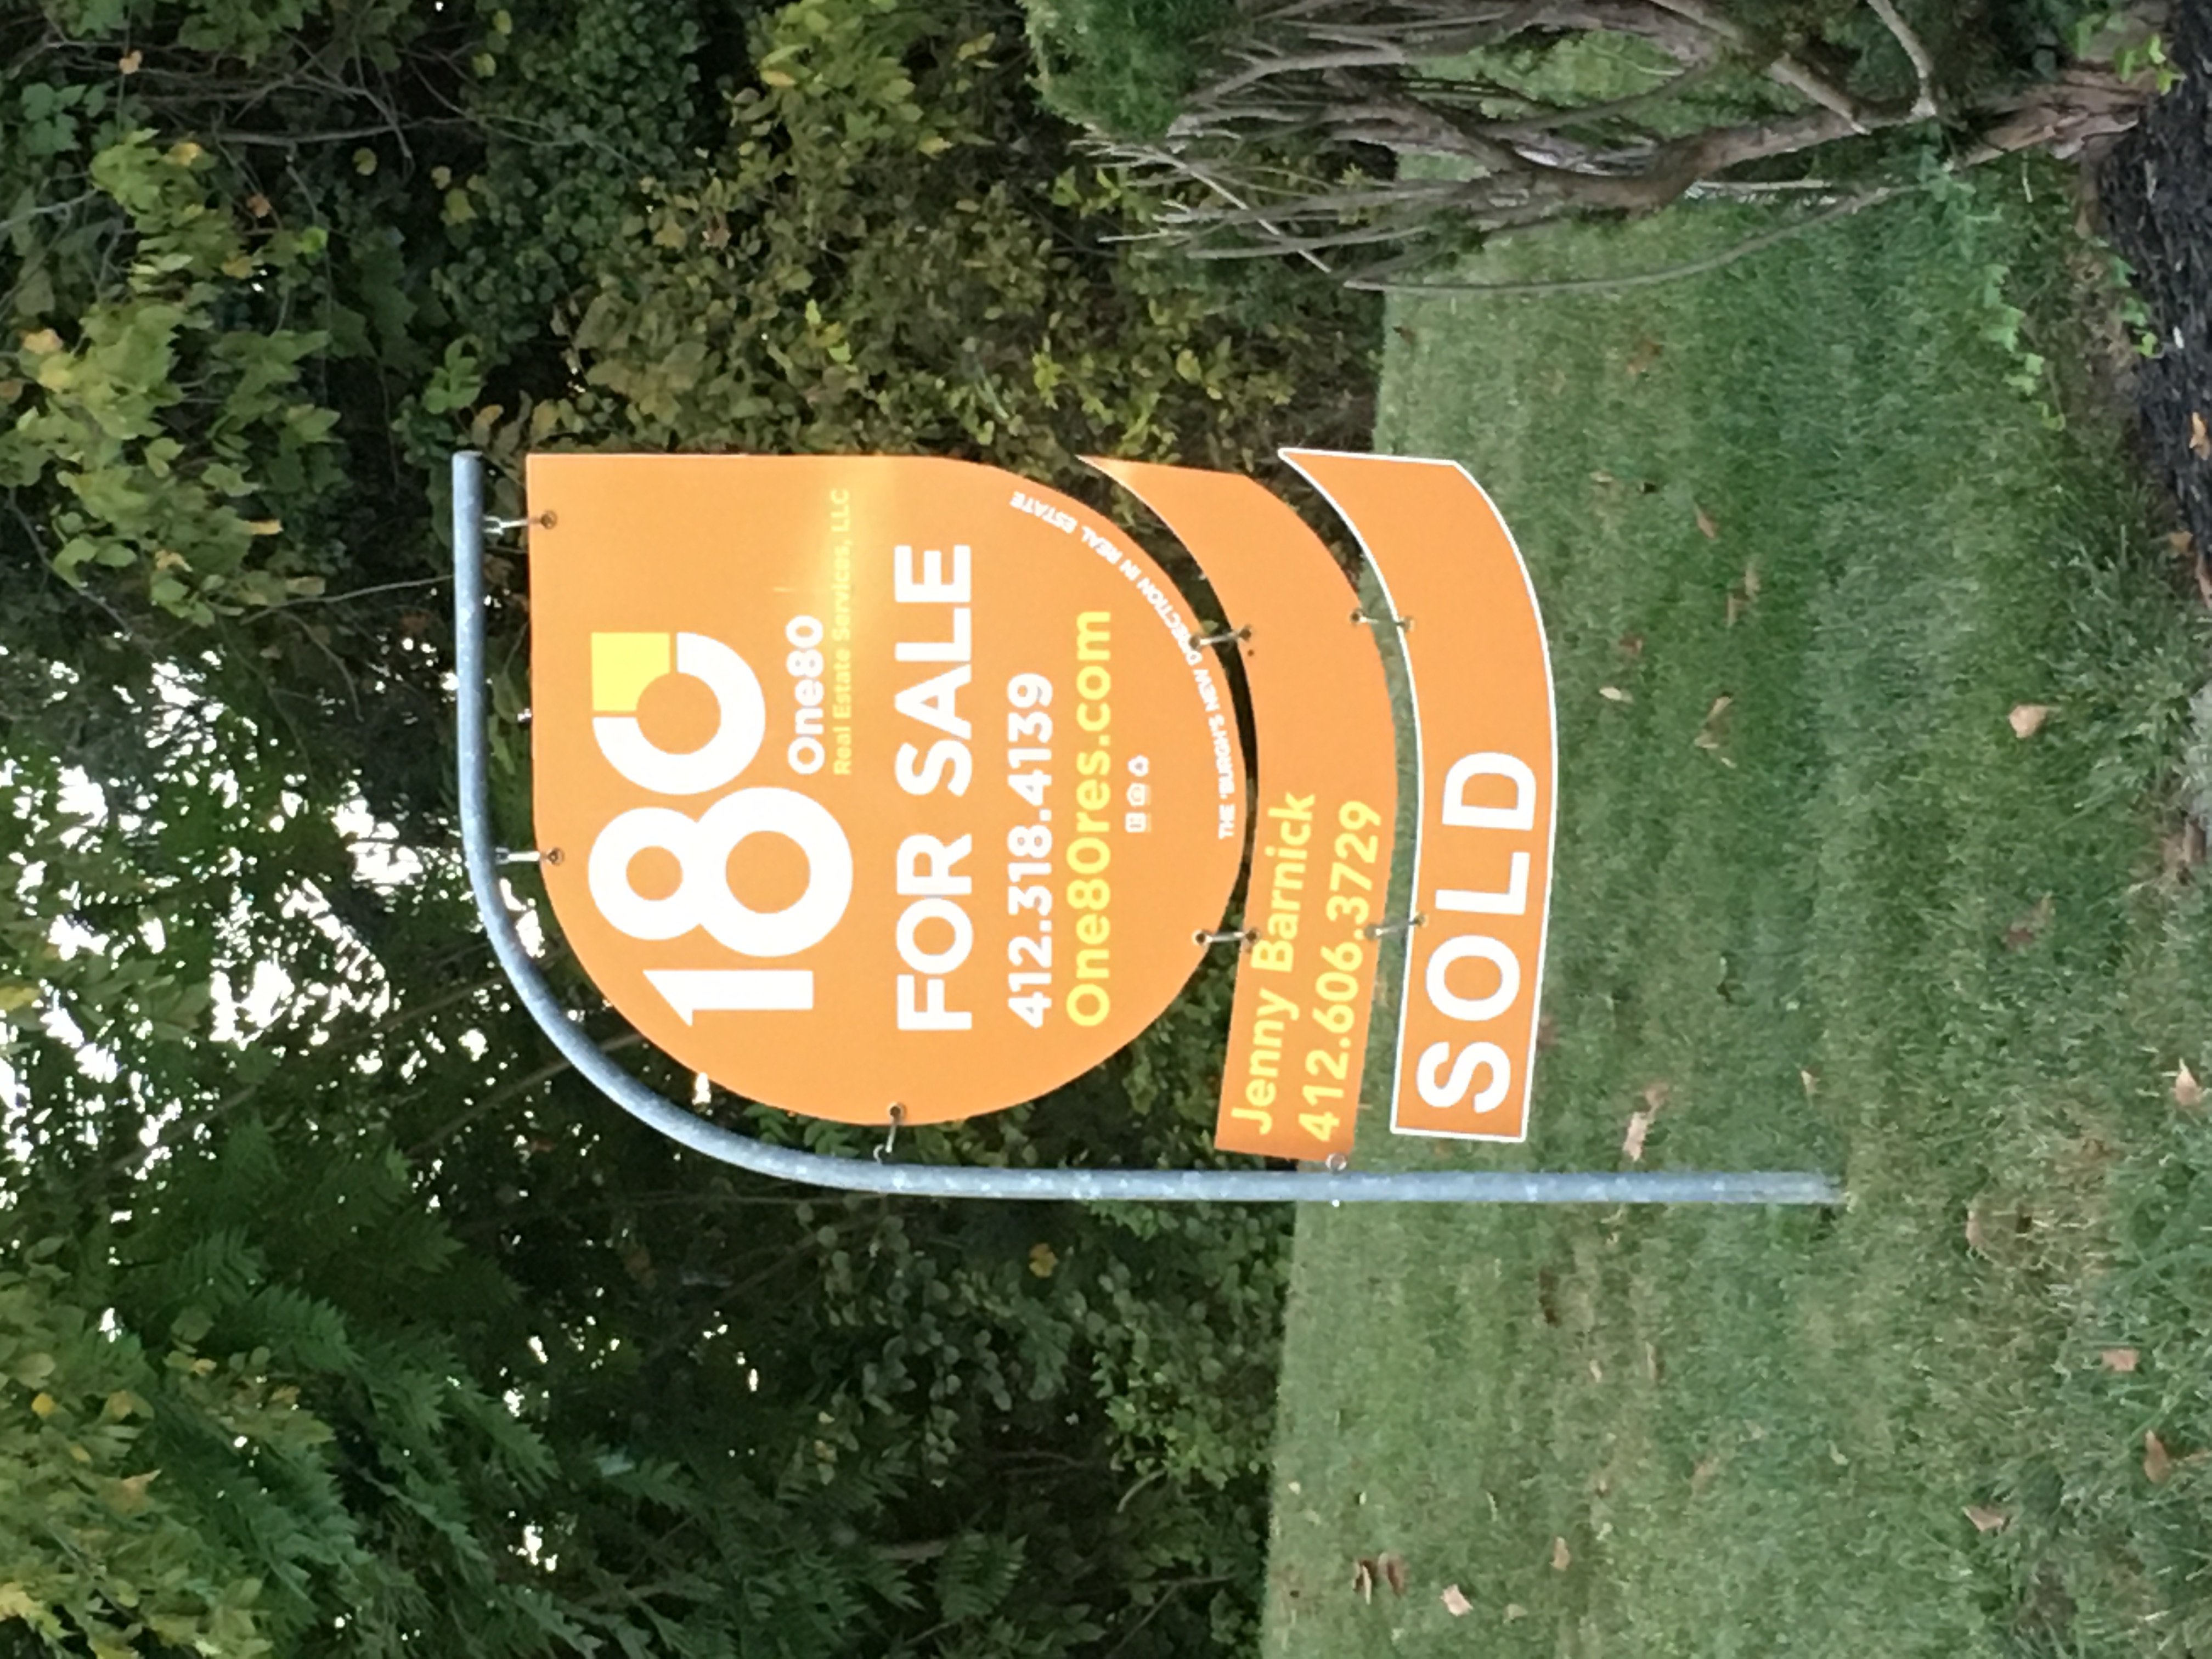 180
One80
Real Estate Services, LLC
FOR SALE
412.318.4139
One80res.com
THE 'BURGH'S NEW DIRECTION IN REAL ESTATE
Jenny Barnick
412.606.3729
SOLD